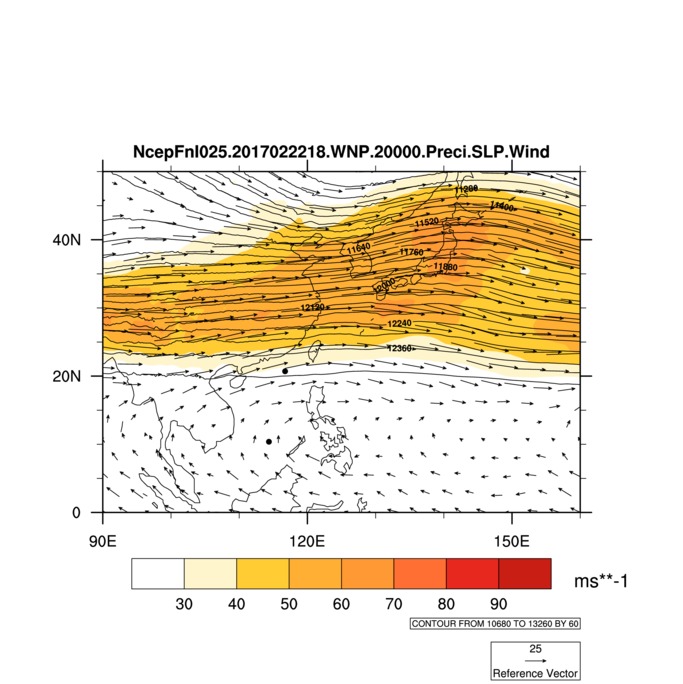 NcepFnl025.2017022218.WNP.20000.Preci.SLP.Wind
11280
11400
11520
40N
11640
11760
11880
12000
12120
12240
12360
20N
0
90E
120E
150E
ms**-1
30
40
50
60
70
80
90
CONTOUR FROM 10680 TO 13260 BY 60
25
Reference Vector